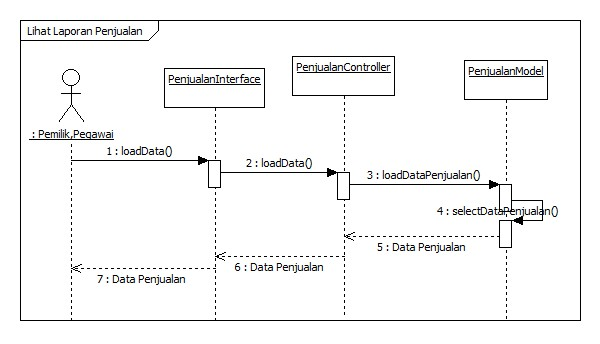 Lihat Laporan Penjualan
PenjualanInterface
PenjualanController
PenjualanModel
: Pemilik,Pegawai
1 : loadData()
2 : loadData()
3 : loadDataPenjualan()
4 : selectDataPenjualan()
5 : Data Penjualan
6 : Data Penjualan
7 : Data Penjualan